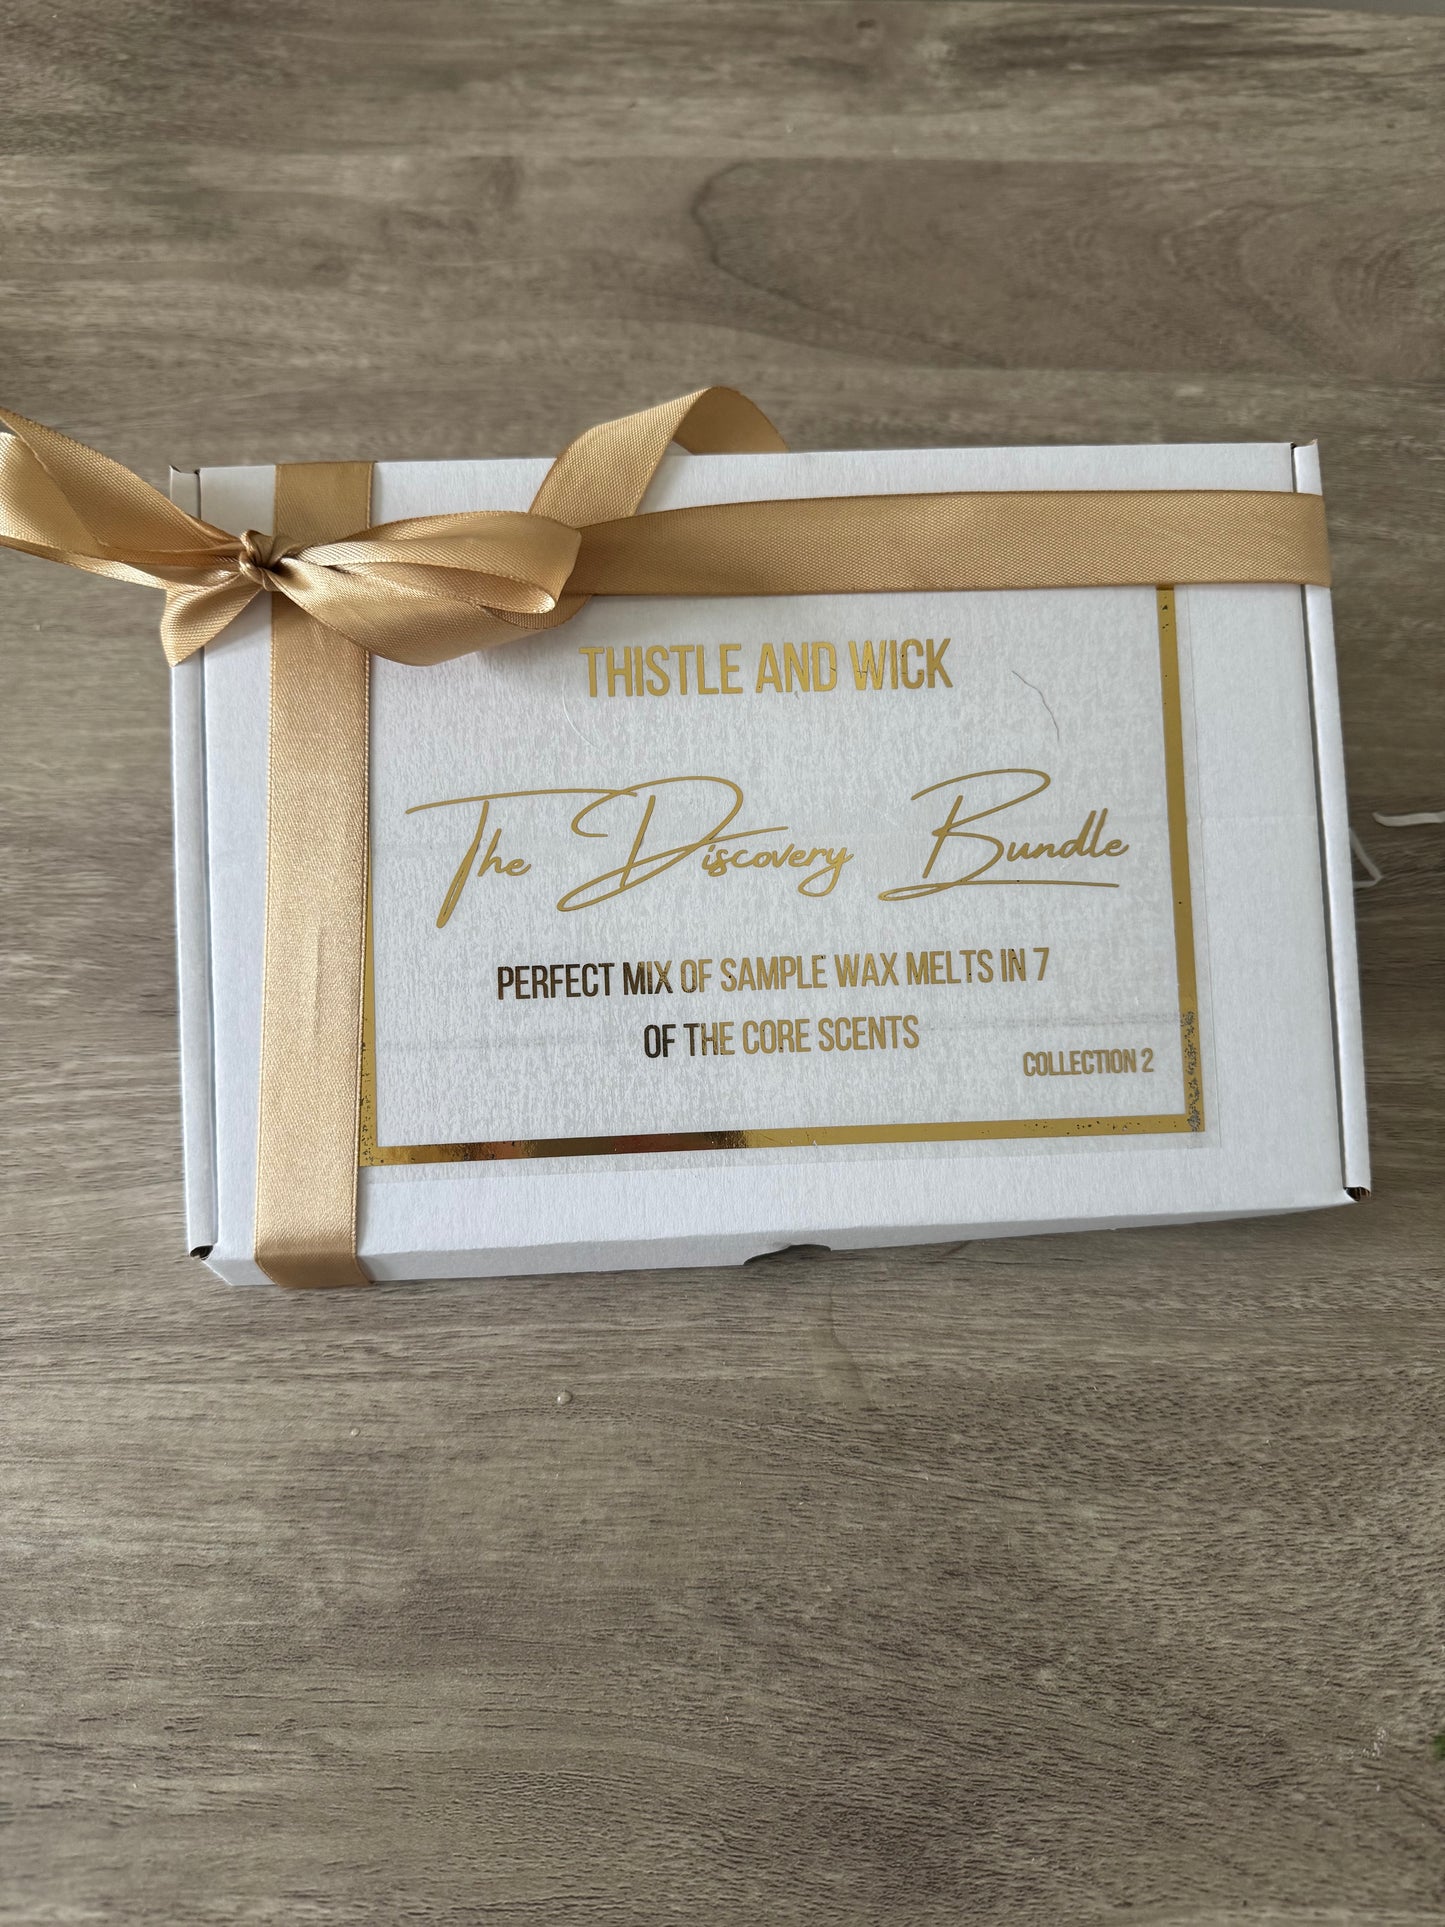 THISTLE AND WICK
The Discovery Bundle
PERFECT MIX OF SAMPLE WAX MELTS IN 7
OF THE CORE SCENTS
COLLECTION 2